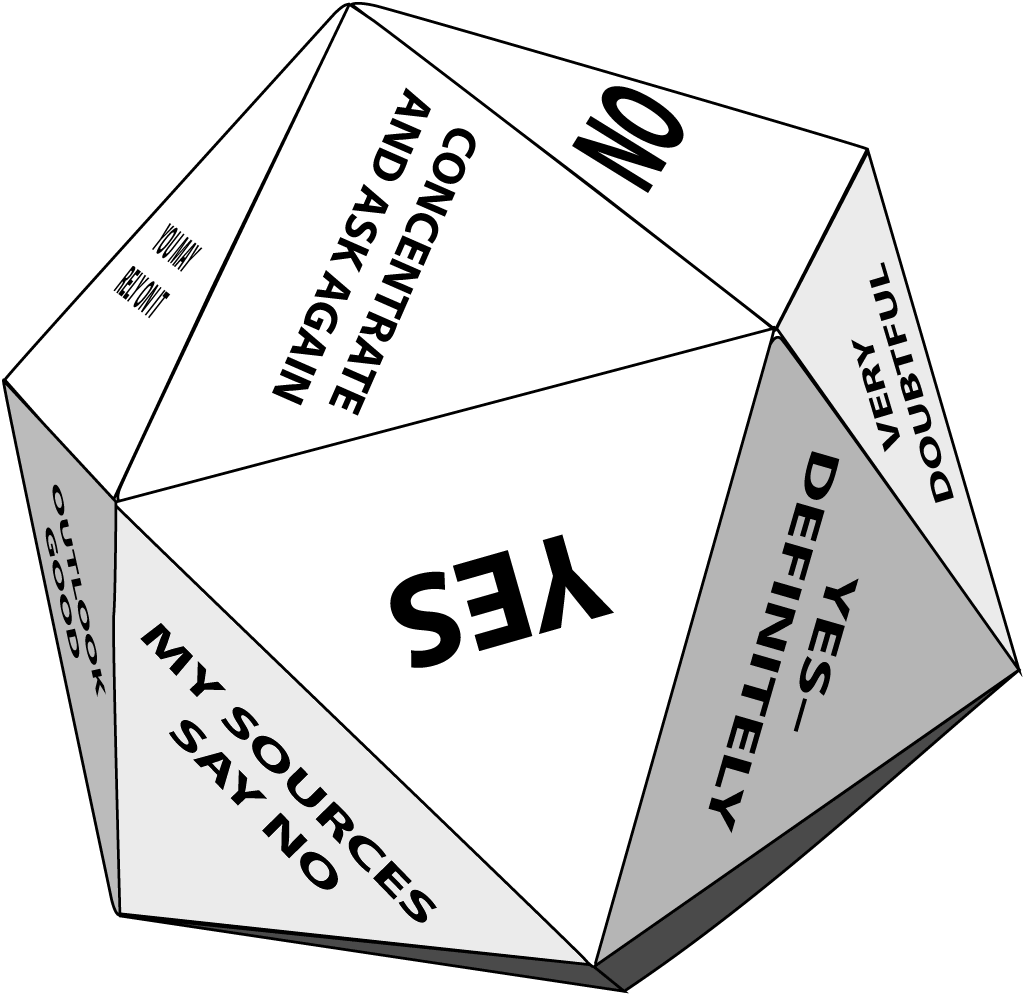 YOU MAY
RELY ON IT
CONCENTRATE
AND ASK AGAIN
NO
VERY
DOUBTFUL
OUTLOOK
GOOD
MY SOURCES
SAY NO
YES
YES—
DEFINITELY